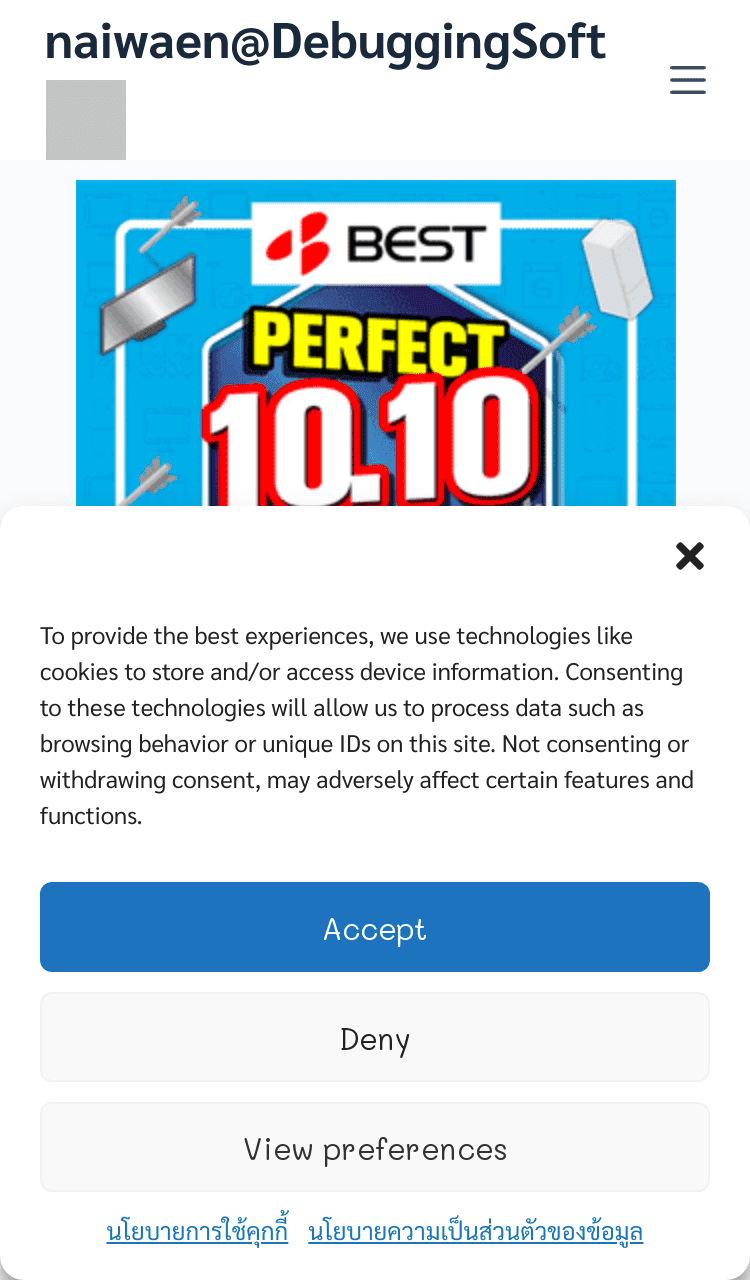 naiwaen@DebuggingSoft
BEST
PERFECT
10.10
To provide the best experiences, we use technologies like
cookies to store and/or access device information. Consenting
to these technologies will allow us to process data such as
browsing behavior or unique IDs on this site. Not consenting or
withdrawing consent, may adversely affect certain features and
functions.
Accept
Deny
View preferences
นโยบายการใช้คุกกี้ นโยบายความเป็นส่วนตัวของข้อมูล